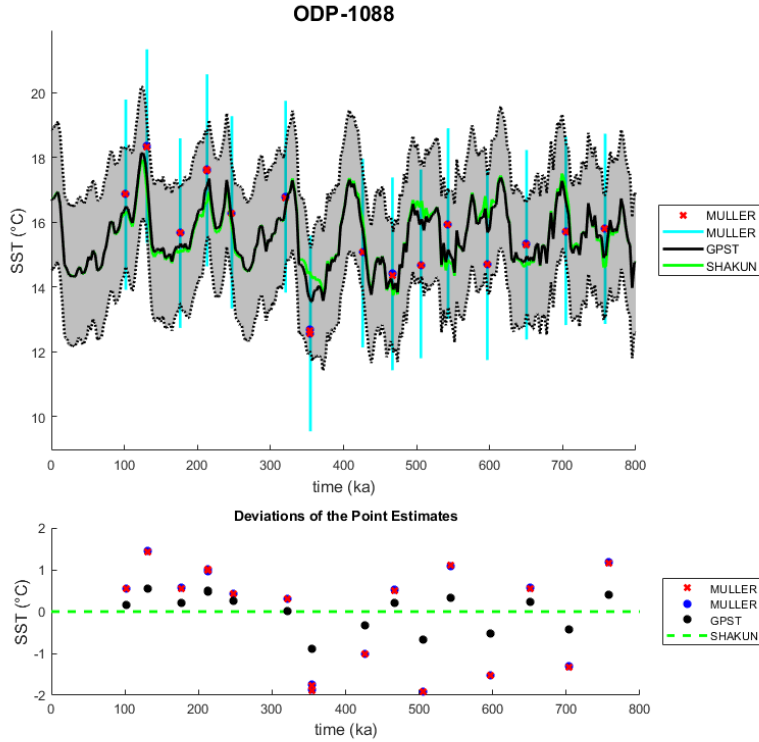 ODP-1088
SST (°C)
20
18
16
14
12
10
0 100 200 300 400 500 600 700 800
time (ka)
MULLER
MULLER
GPST
SHAKUN
Deviations of the Point Estimates
SST (°C)
2
1
0
-1
-2
0 100 200 300 400 500 600 700 800
time (ka)
MULLER
MULLER
GPST
SHAKUN